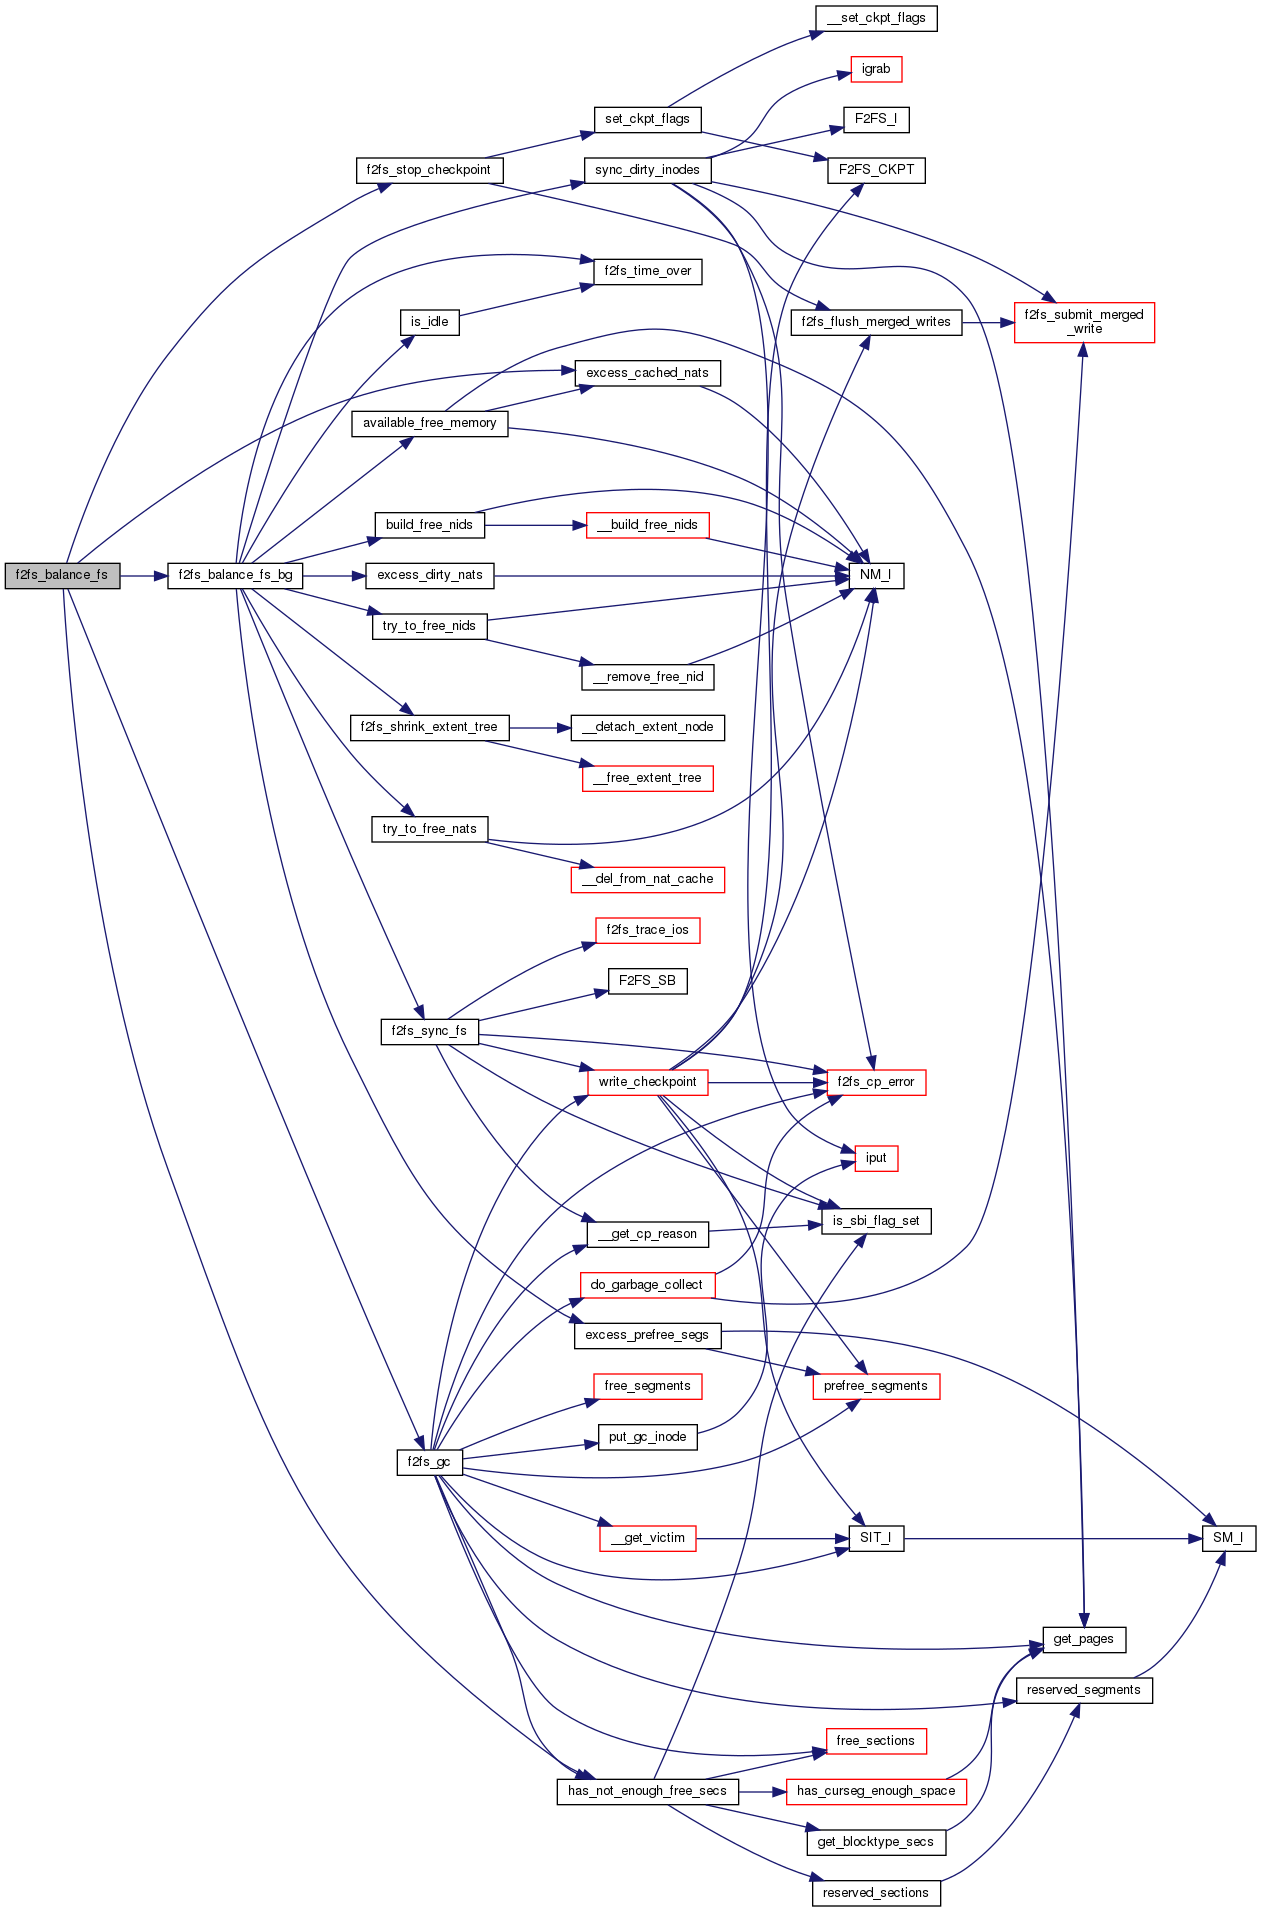 __set_ckpt_flags
igrab
set_ckpt_flags
F2FS_I
f2fs_stop_checkpoint
sync_dirty_inodes
F2FS_CKPT
f2fs_time_over
is_idle
f2fs_flush_merged_writes
f2fs_submit_merged
_write
excess_cached_nats
available_free_memory
build_free_nids
__build_free_nids
f2fs_balance_fs
f2fs_balance_fs_bg
excess_dirty_nats
NM_I
try_to_free_nids
__remove_free_nid
f2fs_shrink_extent_tree
__detach_extent_node
__free_extent_tree
try_to_free_nats
__del_from_nat_cache
f2fs_trace_ios
F2FS_SB
f2fs_sync_fs
write_checkpoint
f2fs_cp_error
iput
is_sbi_flag_set
__get_cp_reason
do_garbage_collect
excess_prefree_segs
free_segments
prefree_segments
put_gc_inode
f2fs_gc
__get_victim
SIT_I
SM_I
get_pages
reserved_segments
free_sections
has_not_enough_free_secs
has_curseg_enough_space
get_blocktype_secs
reserved_sections